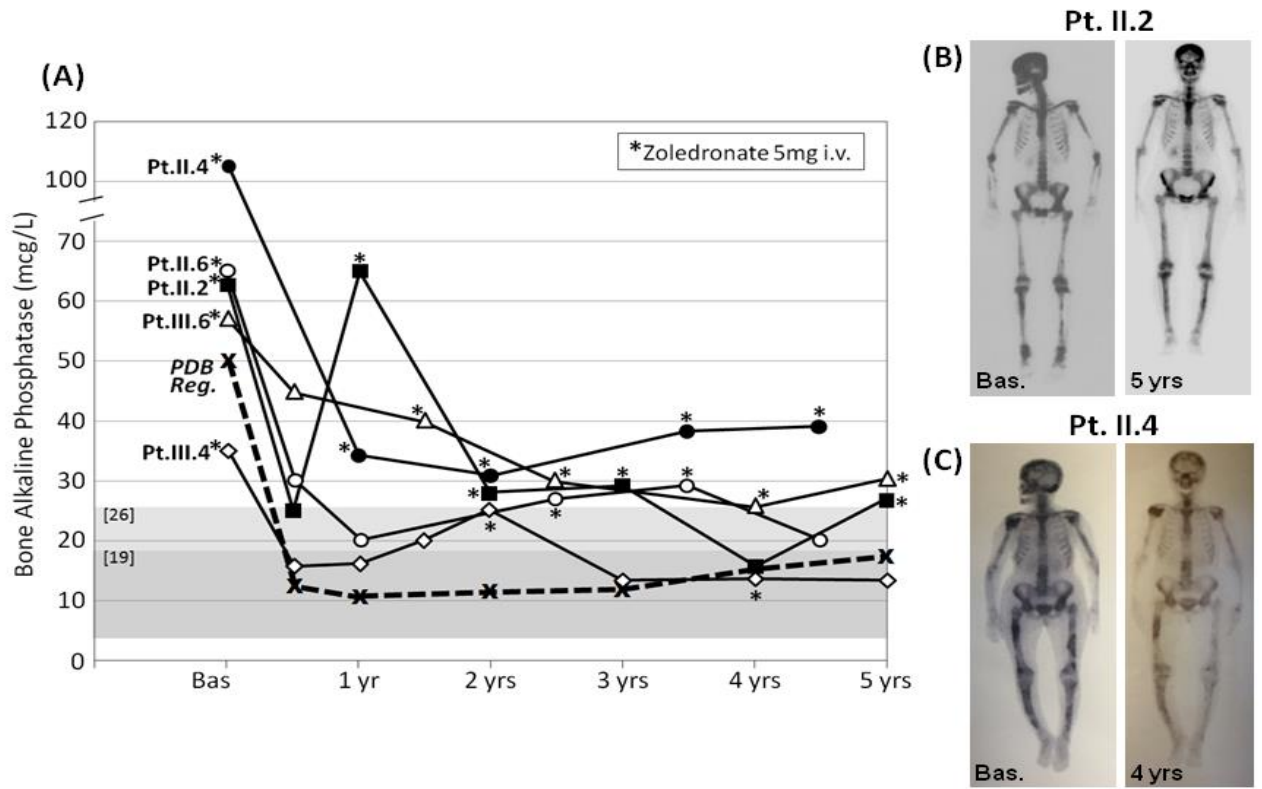 (A)
120
100
70
60
50
40
30
20
10
0
Bone Alkaline Phosphatase (mcg/L)
*Zoledronate 5mg i.v.
Pt.II.4*
Pt.II.6*
Pt.II.2*
Pt.III.6*
PDB
Reg.
Pt.III.4*
[26]
[19]
Bas
1 yr
2 yrs
3 yrs
4 yrs
5 yrs
Pt. II.2
(B)
Bas.
5 yrs
Pt. II.4
(C)
Bas.
4 yrs